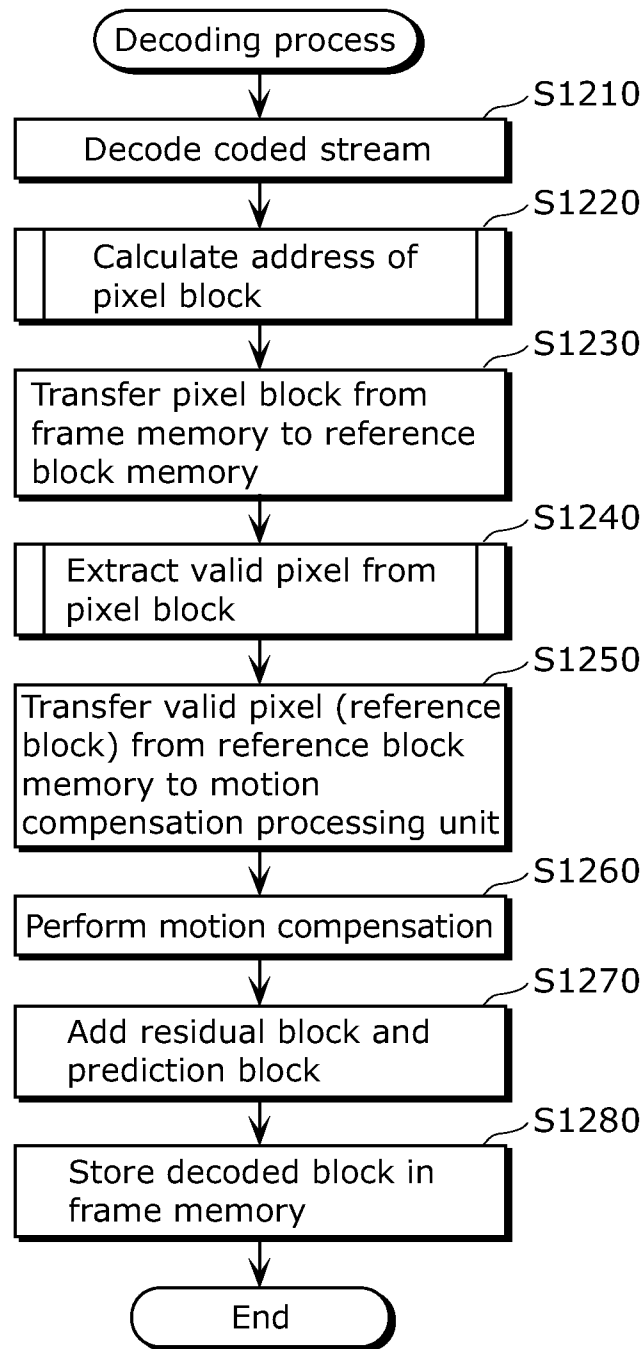 Decoding process
S1210
Decode coded stream
S1220
Calculate address of
pixel block
S1230
Transfer pixel block from
frame memory to reference
block memory
S1240
Extract valid pixel from
pixel block
S1250
Transfer valid pixel (reference
block) from reference block
memory to motion
compensation processing unit
S1260
Perform motion compensation
S1270
Add residual block and
prediction block
S1280
Store decoded block in
frame memory
End